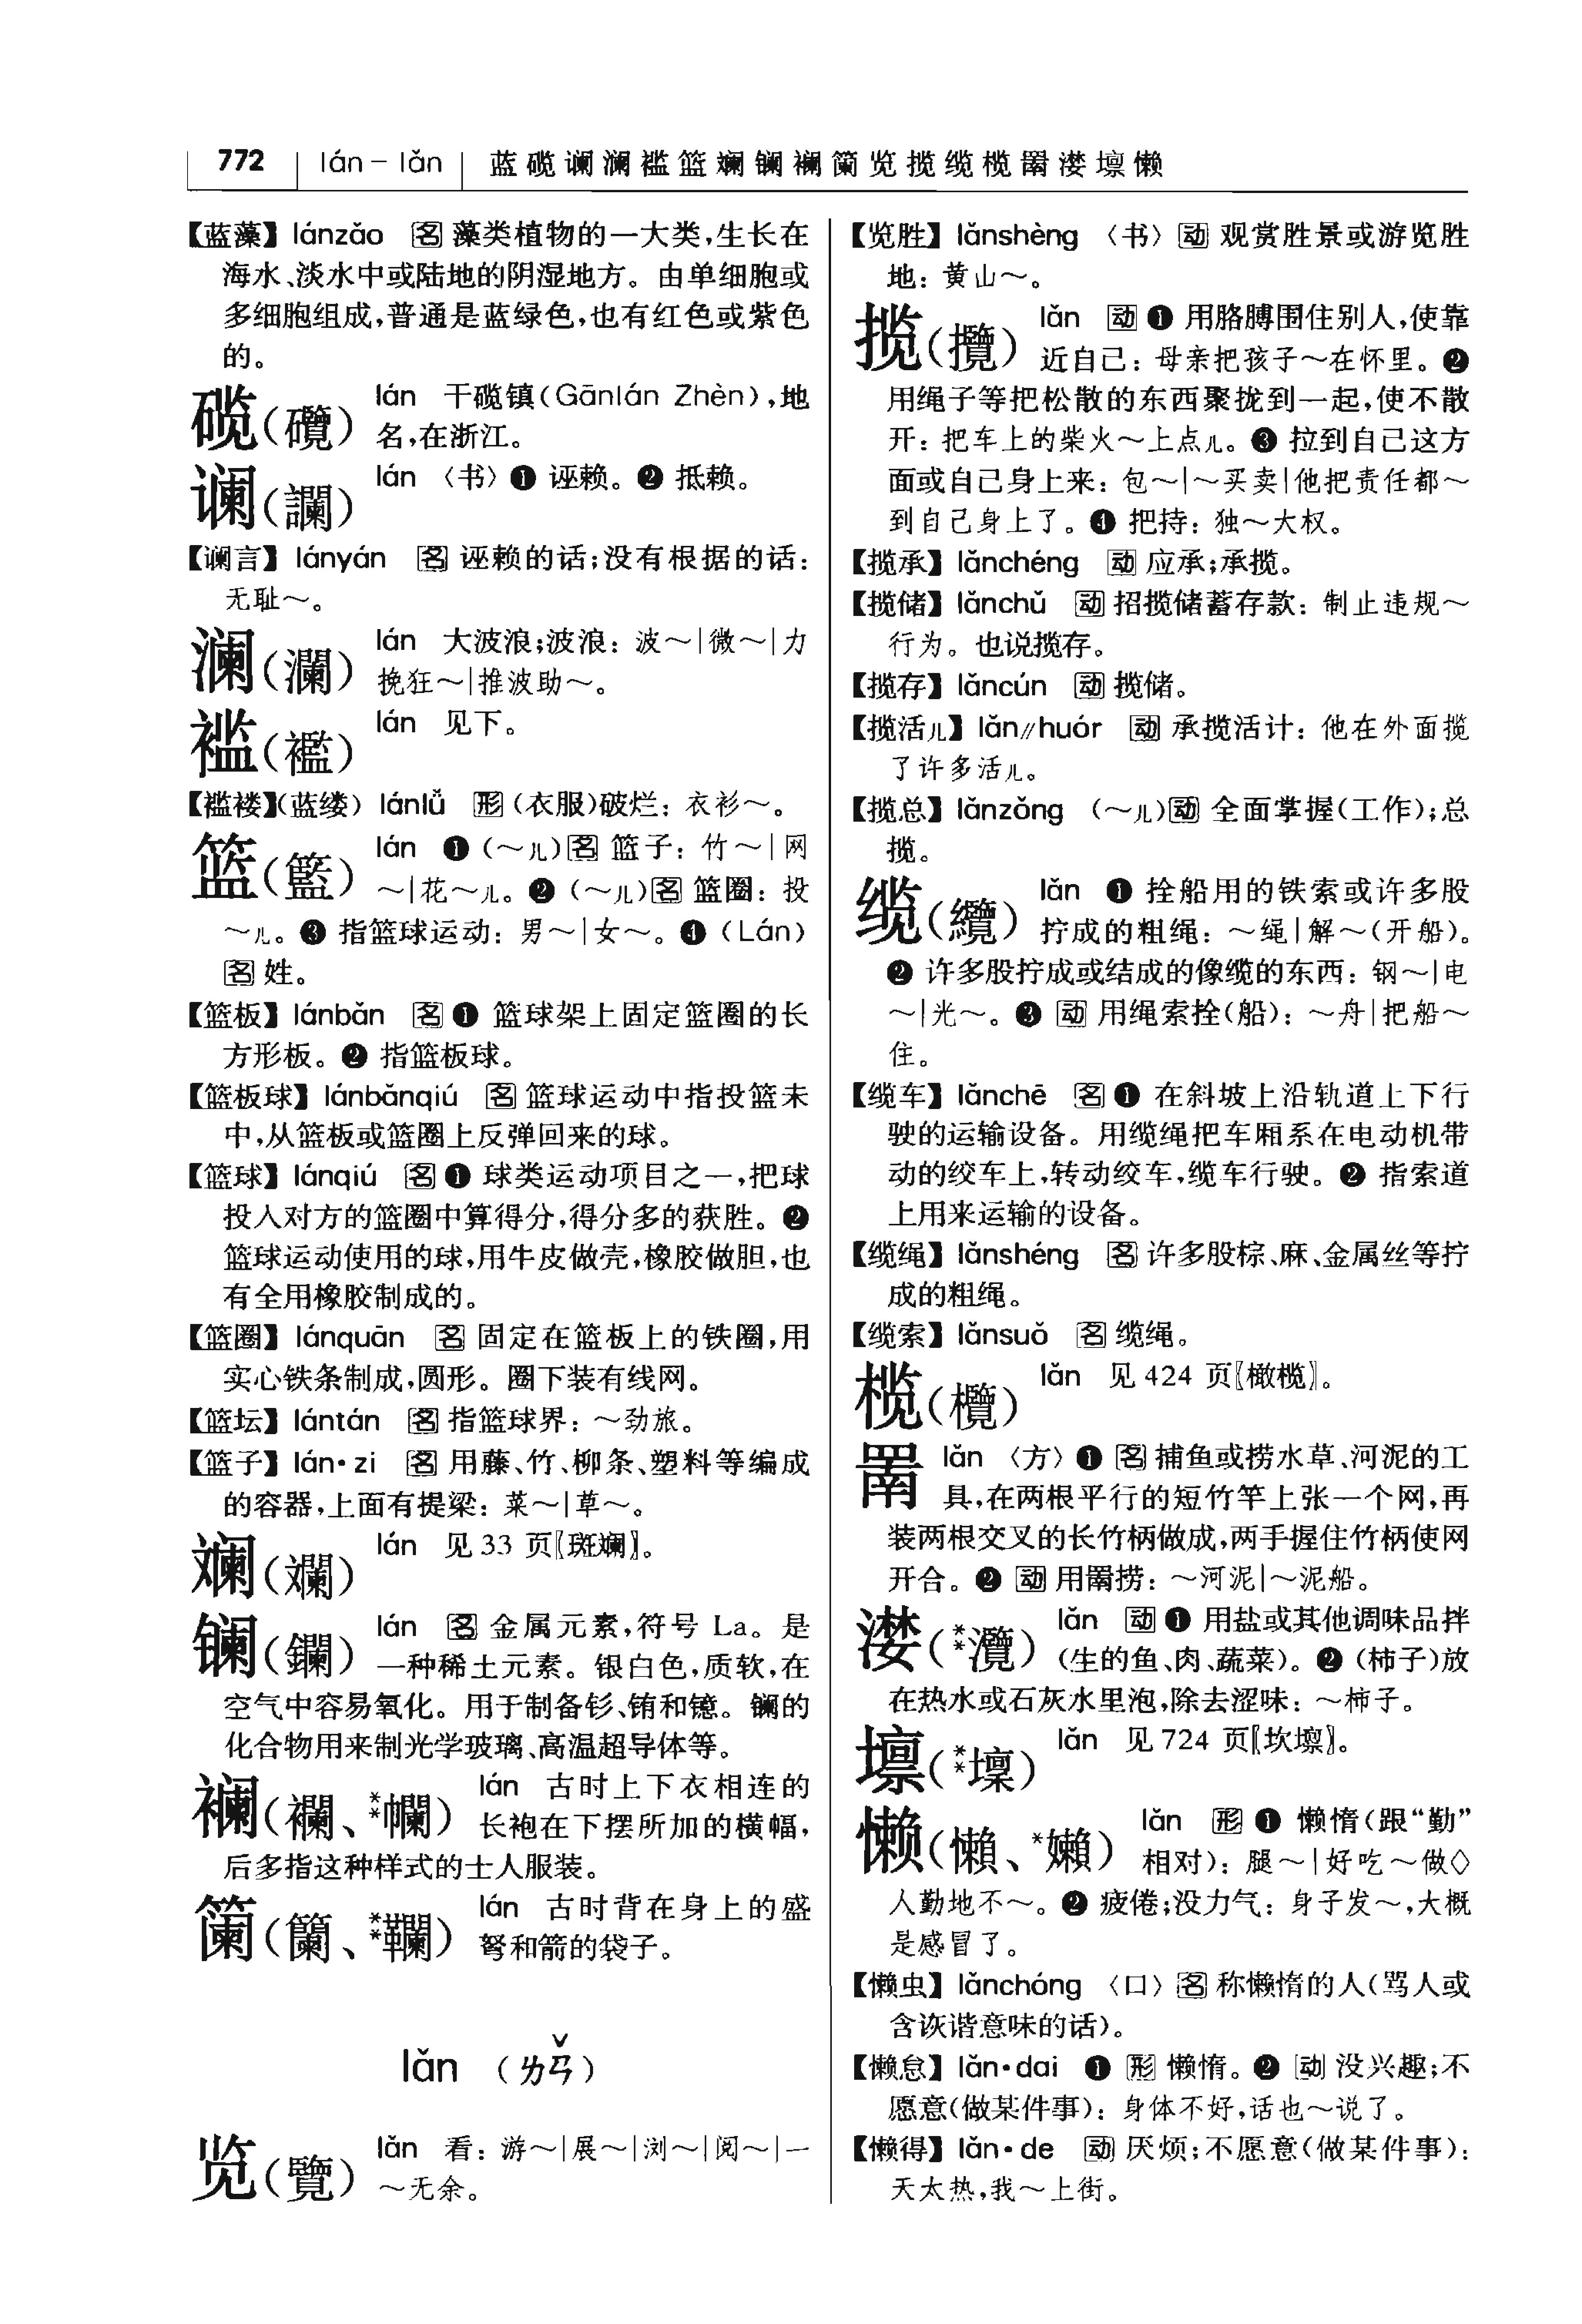 772 lán－lǎn 蓝㰖谰澜褴篮斓镧襕籣览揽缆榄罱漤壈懒
【蓝藻】lánzǎo 名 藻类植物的一大类，生长在
海水、淡水中或陆地的阴湿地方。由单细胞或
多细胞组成，普通是蓝绿色，也有红色或紫色
的。
lán 干𬒗镇（Gānlán Zhèn），地
𬒗（礷）名，在浙江。
谰（讕） lán 〈书〉❶ 诬赖。❷ 抵赖。
【谰言】lányán 名 诬赖的话；没有根据的话：
无耻～。
澜（瀾） lán 大波浪；波浪：波～|微～|力
挽狂～|推波助～。
褴（襤） lán 见下。
【褴褛】（蓝缕）lánlǚ 形（衣服）破烂：衣衫～。
篮（籃） lán ❶（～儿）名 篮子：竹～|网
～|花～儿。❷（～儿）名 篮圈：投
～儿。❸ 指篮球运动：男～|女～。❹（Lán）
名 姓。
【篮板】lánbǎn 名❶ 篮球架上固定篮圈的长
方形板。❷ 指篮板球。
【篮板球】lánbǎnqiú 名 篮球运动中指投篮未
中，从篮板或篮圈上反弹回来的球。
【篮球】lánqiú 名❶ 球类运动项目之一，把球
投入对方的篮圈中算得分，得分多的获胜。❷
篮球运动使用的球，用牛皮做壳，橡胶做胆，也
有全用橡胶制成的。
【篮圈】lánquān 名 固定在篮板上的铁圈，用
实心铁条制成，圆形。圈下装有线网。
【篮坛】lántán 名 指篮球界：～劲旅。
【篮子】lán·zi 名 用藤、竹、柳条、塑料等编成
的容器，上面有提梁：菜～|草～。
斓（斕） lán 见 33 页〖斑斓〗。
镧（鑭） lán 名 金属元素，符号 La。是
一种稀土元素。银白色，质软，在
空气中容易氧化。用于制备钐、铕和镱。镧的
化合物用来制光学玻璃、高温超导体等。
襕（襴、**幱） lán 古时上下衣相连的
长袍在下摆所加的横幅，
后多指这种样式的士人服装。
籣（籣、**韊） lán 古时背在身上的盛
弩和箭的袋子。
lǎn （ㄌㄢˇ）
览（覽） lǎn 看：游～|展～|浏～|阅～|一
～无余。
【览胜】lǎnshèng 〈书〉动 观赏胜景或游览胜
地：黄山～。
揽（攬） lǎn 动❶ 用胳膊围住别人，使靠
近自己：母亲把孩子～在怀里。❷
用绳子等把松散的东西聚拢到一起，使不散
开：把车上的柴火～上点儿。❸ 拉到自己这方
面或自己身上来：包～|～买卖|他把责任都～
到自己身上了。❹ 把持：独～大权。
【揽承】lǎnchéng 动 应承；承揽。
【揽储】lǎnchǔ 动 招揽储蓄存款：制止违规～
行为。也说揽存。
【揽存】lǎncún 动 揽储。
【揽活儿】lǎn//huór 动 承揽活计：他在外面揽
了许多活儿。
【揽总】lǎnzǒng （～儿）动 全面掌握（工作）；总
揽。
缆（纜） lǎn ❶ 拴船用的铁索或许多股
拧成的粗绳：～绳|解～（开船）。
❷ 许多股拧成或结成的像缆的东西：钢～|电
～|光～。❸ 动 用绳索拴（船）：～舟|把船～
住。
【缆车】lǎnchē 名❶ 在斜坡上沿轨道上下行
驶的运输设备。用缆绳把车厢系在电动机带
动的绞车上，转动绞车，缆车行驶。❷ 指索道
上用来运输的设备。
【缆绳】lǎnshéng 名 许多股棕、麻、金属丝等拧
成的粗绳。
【缆索】lǎnsuǒ 名 缆绳。
榄（欖） lǎn 见 424 页〖橄榄〗。
罱 lǎn 〈方〉❶ 名 捕鱼或捞水草、河泥的工
具，在两根平行的短竹竿上张一个网，再
装两根交叉的长竹柄做成，两手握住竹柄使网
开合。❷ 动 用罱捞：～河泥|～泥船。
漤（**灠） lǎn 动❶ 用盐或其他调味品拌
（生的鱼、肉、蔬菜）。❷（柿子）放
在热水或石灰水里泡，除去涩味：～柿子。
壈（**壈） lǎn 见 724 页〖坎壈〗。
懒（懶、*嬾） lǎn 形❶ 懒惰（跟“勤”
相对）：腿～|好吃～做◇
人勤地不～。❷ 疲倦；没力气：身子发～，大概
是感冒了。
【懒虫】lǎnchóng 〈口〉名 称懒惰的人（骂人或
含诙谐意味的话）。
【懒怠】lǎn·dai ❶ 形 懒惰。❷ 动 没兴趣；不
愿意（做某件事）：身体不好，话也～说了。
【懒得】lǎn·de 动 厌烦；不愿意（做某件事）：
天太热，我～上街。